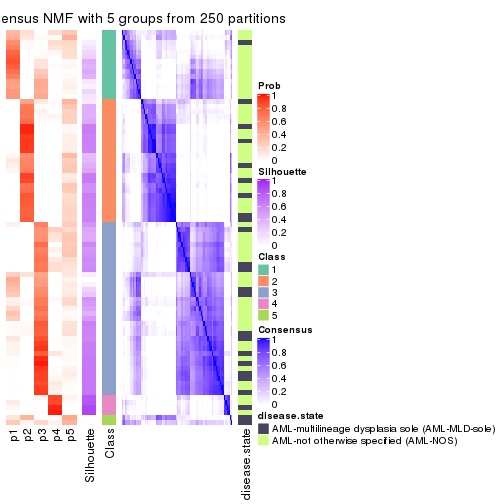 ensus NMF with 5 groups from 250 partitions
Prob
1
0.8
0.6
0.4
0.2
0
Silhouette
1
0.8
0.6
0.4
0.2
0
Class
1
2
3
4
5
Consensus
1
0.8
0.6
0.4
0.2
0
disease.state
AML-multilineage dysplasia sole (AML-MLD-sole)
AML-not otherwise specified (AML-NOS)
p1
p2
p3
p4
p5
Silhouette
Class
disease.state